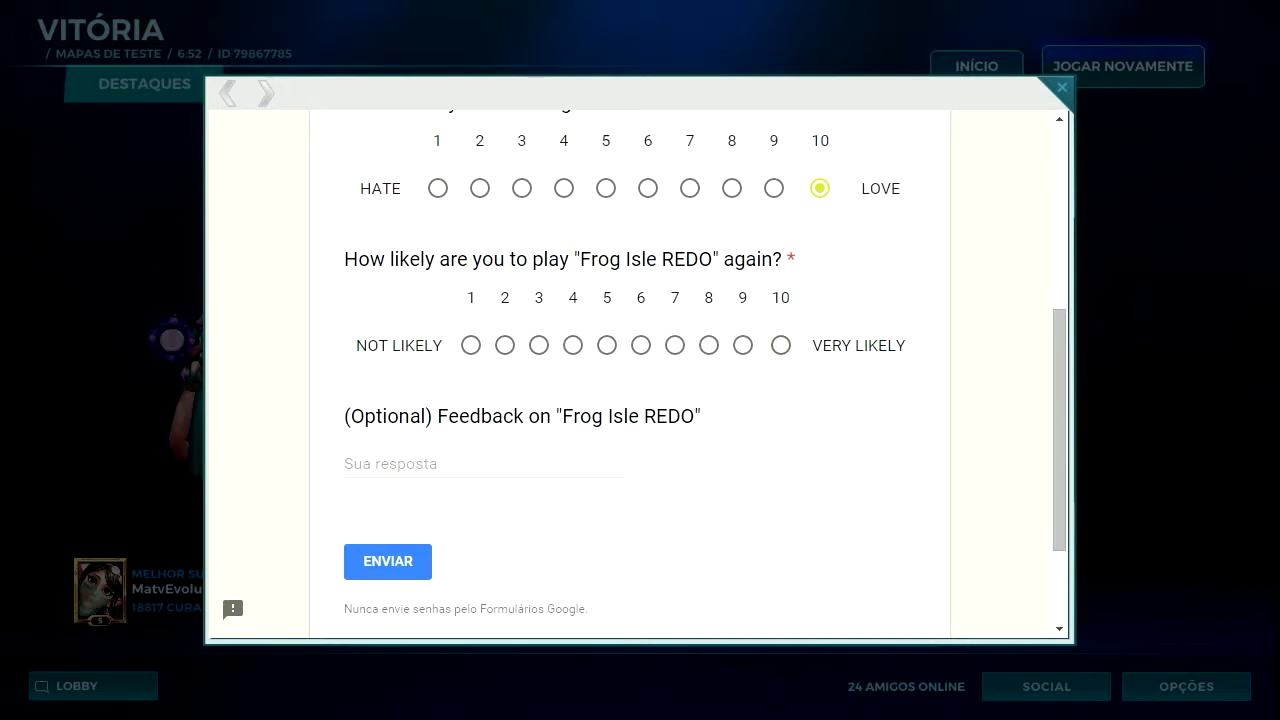 VITÓRIA
/ MAPAS DE TESTE / 6:52 / ID 79867785
INÍCIO
JOGAR NOVAMENTE
DESTAQUES
1 2 3 4 5 6 7 8 9 10
HATE LOVE
How likely are you to play "Frog Isle REDO" again? *
1 2 3 4 5 6 7 8 9 10
NOT LIKELY VERY LIKELY
(Optional) Feedback on "Frog Isle REDO"
Sua resposta
ENVIAR
Nunca envie senhas pelo Formulários Google.
MELHOR SU
MatvEvolu
18817 CURA
5
LOBBY
24 AMIGOS ONLINE
SOCIAL
OPÇÕES